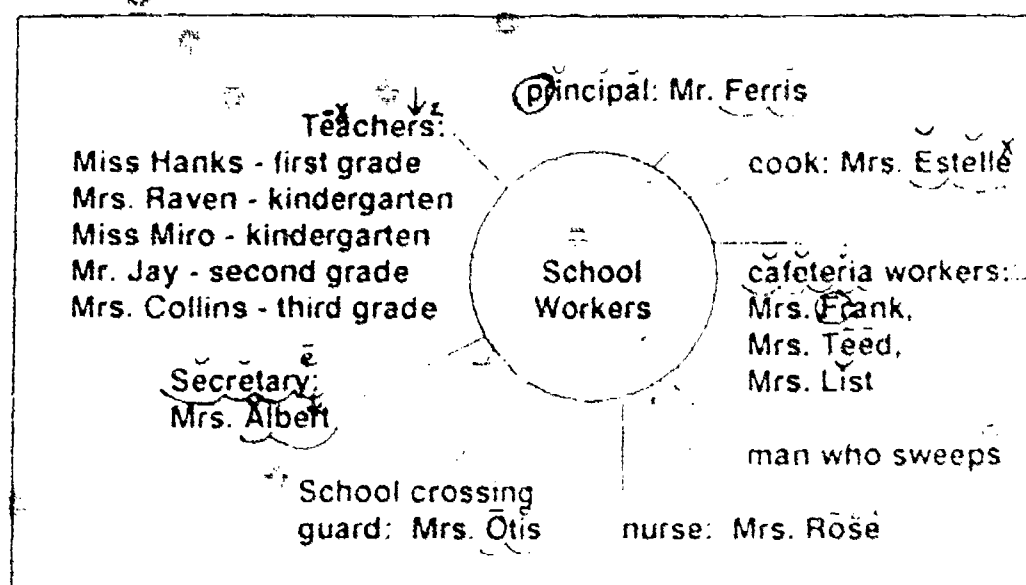 principal: Mr. Ferris
Teachers:
Miss Hanks - first grade
Mrs. Raven - kindergarten
Miss Miro - kindergarten
Mr. Jay - second grade
Mrs. Collins - third grade
cook: Mrs. Estelle
School
Workers
cafeteria workers:
Mrs. Frank,
Mrs. Teed,
Mrs. List
Secretary:
Mrs. Albert
man who sweeps
School crossing
guard: Mrs. Otis
nurse: Mrs. Rose